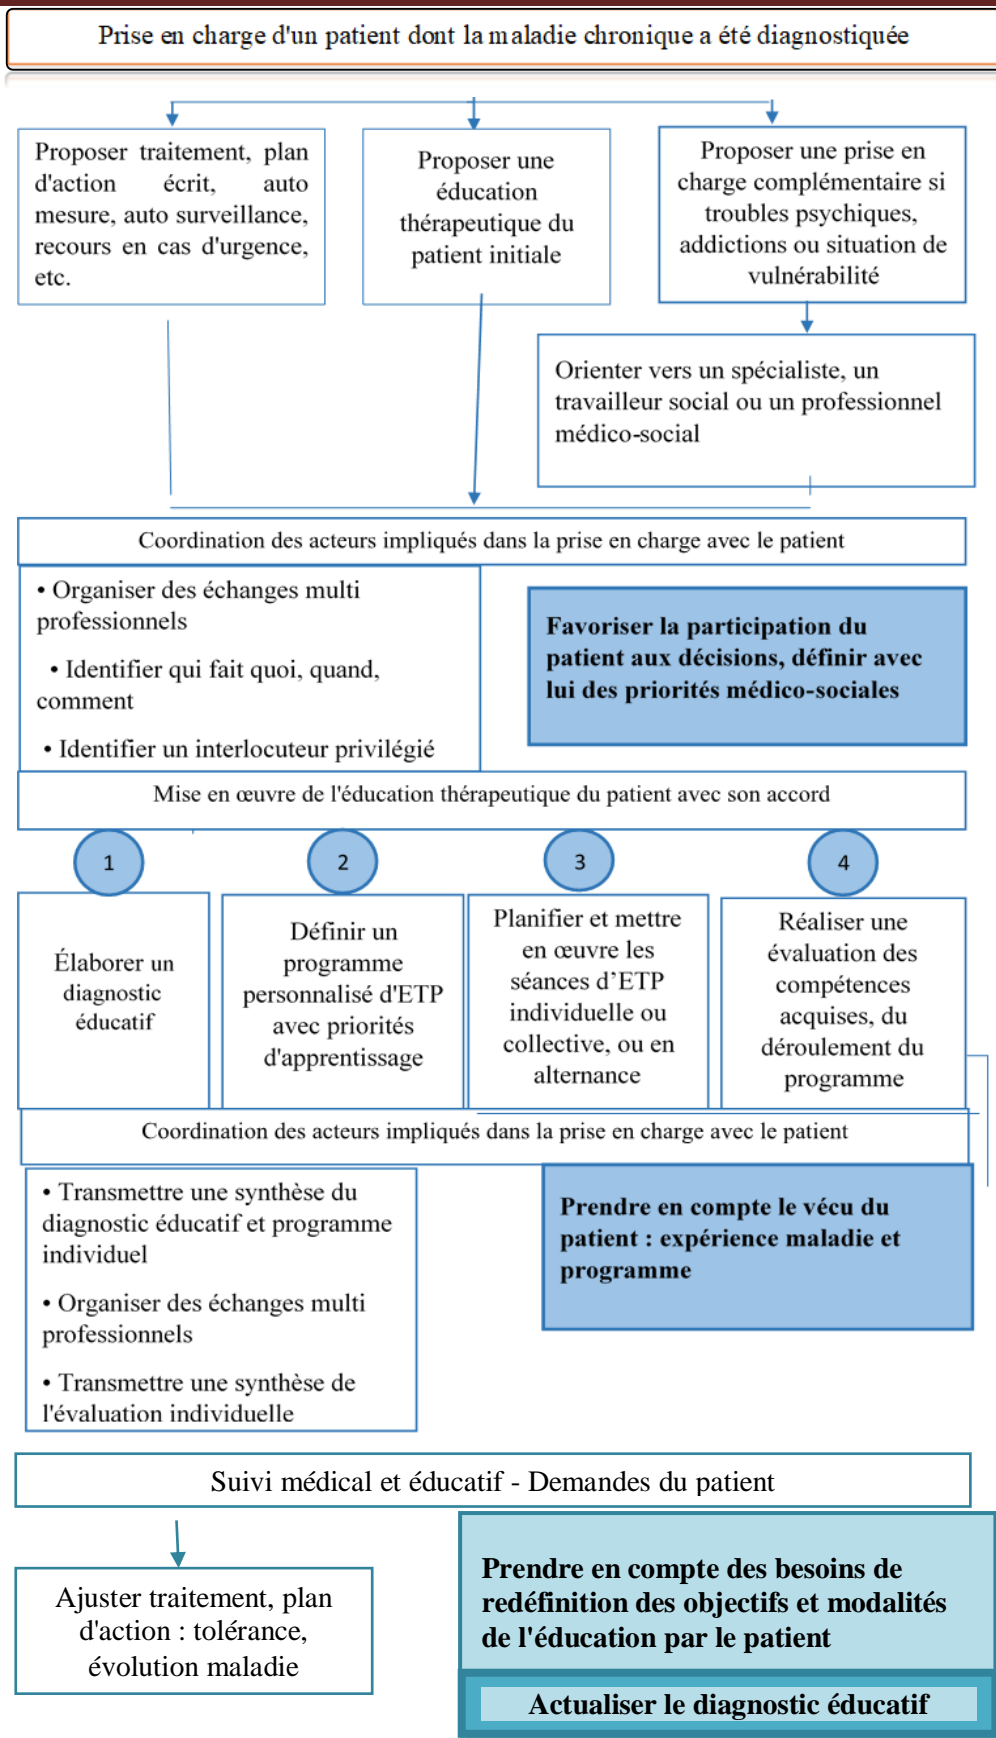 Prise en charge d'un patient dont la maladie chronique a été diagnostiquée
Proposer traitement, plan
d'action écrit, auto
mesure, auto surveillance,
recours en cas d'urgence,
etc.
Proposer une
éducation
thérapeutique du
patient initiale
Proposer une prise en
charge complémentaire si
troubles psychiques,
addictions ou situation de
vulnérabilité
Orienter vers un spécialiste, un
travailleur social ou un professionnel
médico-social
Coordination des acteurs impliqués dans la prise en charge avec le patient
• Organiser des échanges multi
professionnels
• Identifier qui fait quoi, quand,
comment
• Identifier un interlocuteur privilégié
Favoriser la participation du
patient aux décisions, définir avec
lui des priorités médico-sociales
Mise en œuvre de l'éducation thérapeutique du patient avec son accord
1
2
3
4
Élaborer un
diagnostic
éducatif
Définir un
programme
personnalisé d'ETP
avec priorités
d'apprentissage
Planifier et mettre
en œuvre les
séances d’ETP
individuelle ou
collective, ou en
alternance
Réaliser une
évaluation des
compétences
acquises, du
déroulement du
programme
Coordination des acteurs impliqués dans la prise en charge avec le patient
• Transmettre une synthèse du
diagnostic éducatif et programme
individuel
• Organiser des échanges multi
professionnels
• Transmettre une synthèse de
l'évaluation individuelle
Prendre en compte le vécu du
patient : expérience maladie et
programme
Suivi médical et éducatif - Demandes du patient
Ajuster traitement, plan
d'action : tolérance,
évolution maladie
Prendre en compte des besoins de
redéfinition des objectifs et modalités
de l'éducation par le patient
Actualiser le diagnostic éducatif